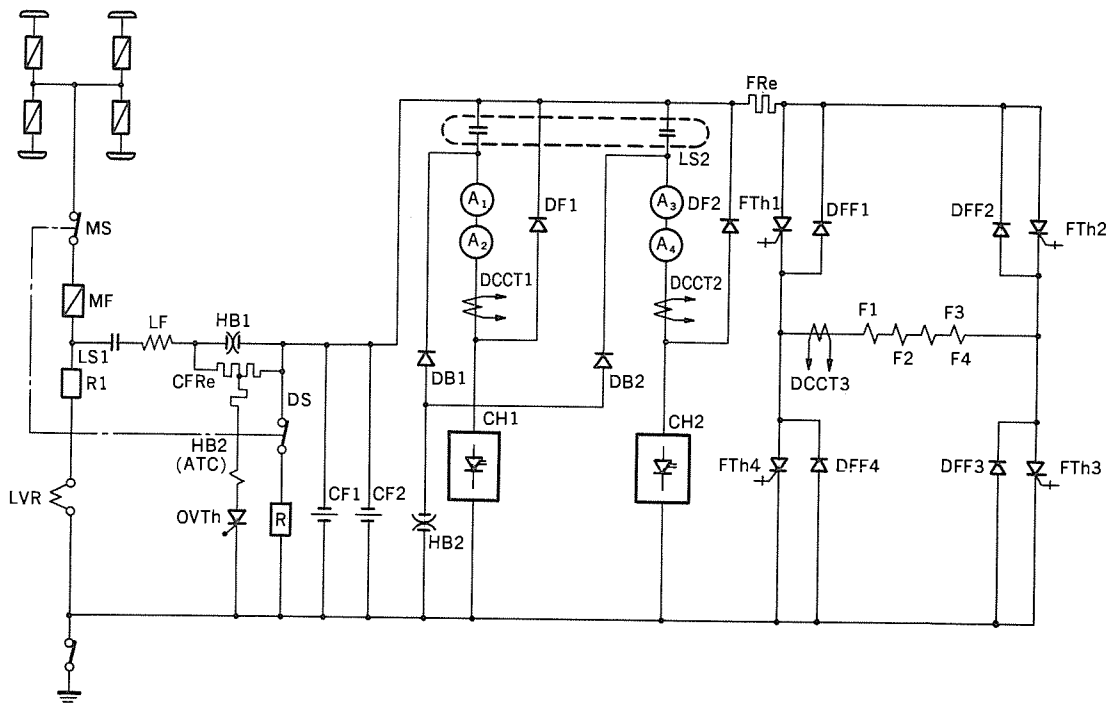 FRe
LS2
A1
A3
DF1
DF2
FTh1
DFF1
DFF2
FTh2
A2
A4
MS
DCCT1
DCCT2
MF
LF
HB1
F1
F3
LS1
CFRe
F2
F4
R1
DB1
DB2
DCCT3
DS
CH1
CH2
HB2
(ATC)
FTh4
DFF4
DFF3
FTh3
LVR
CF1
CF2
OVTh
R
HB2